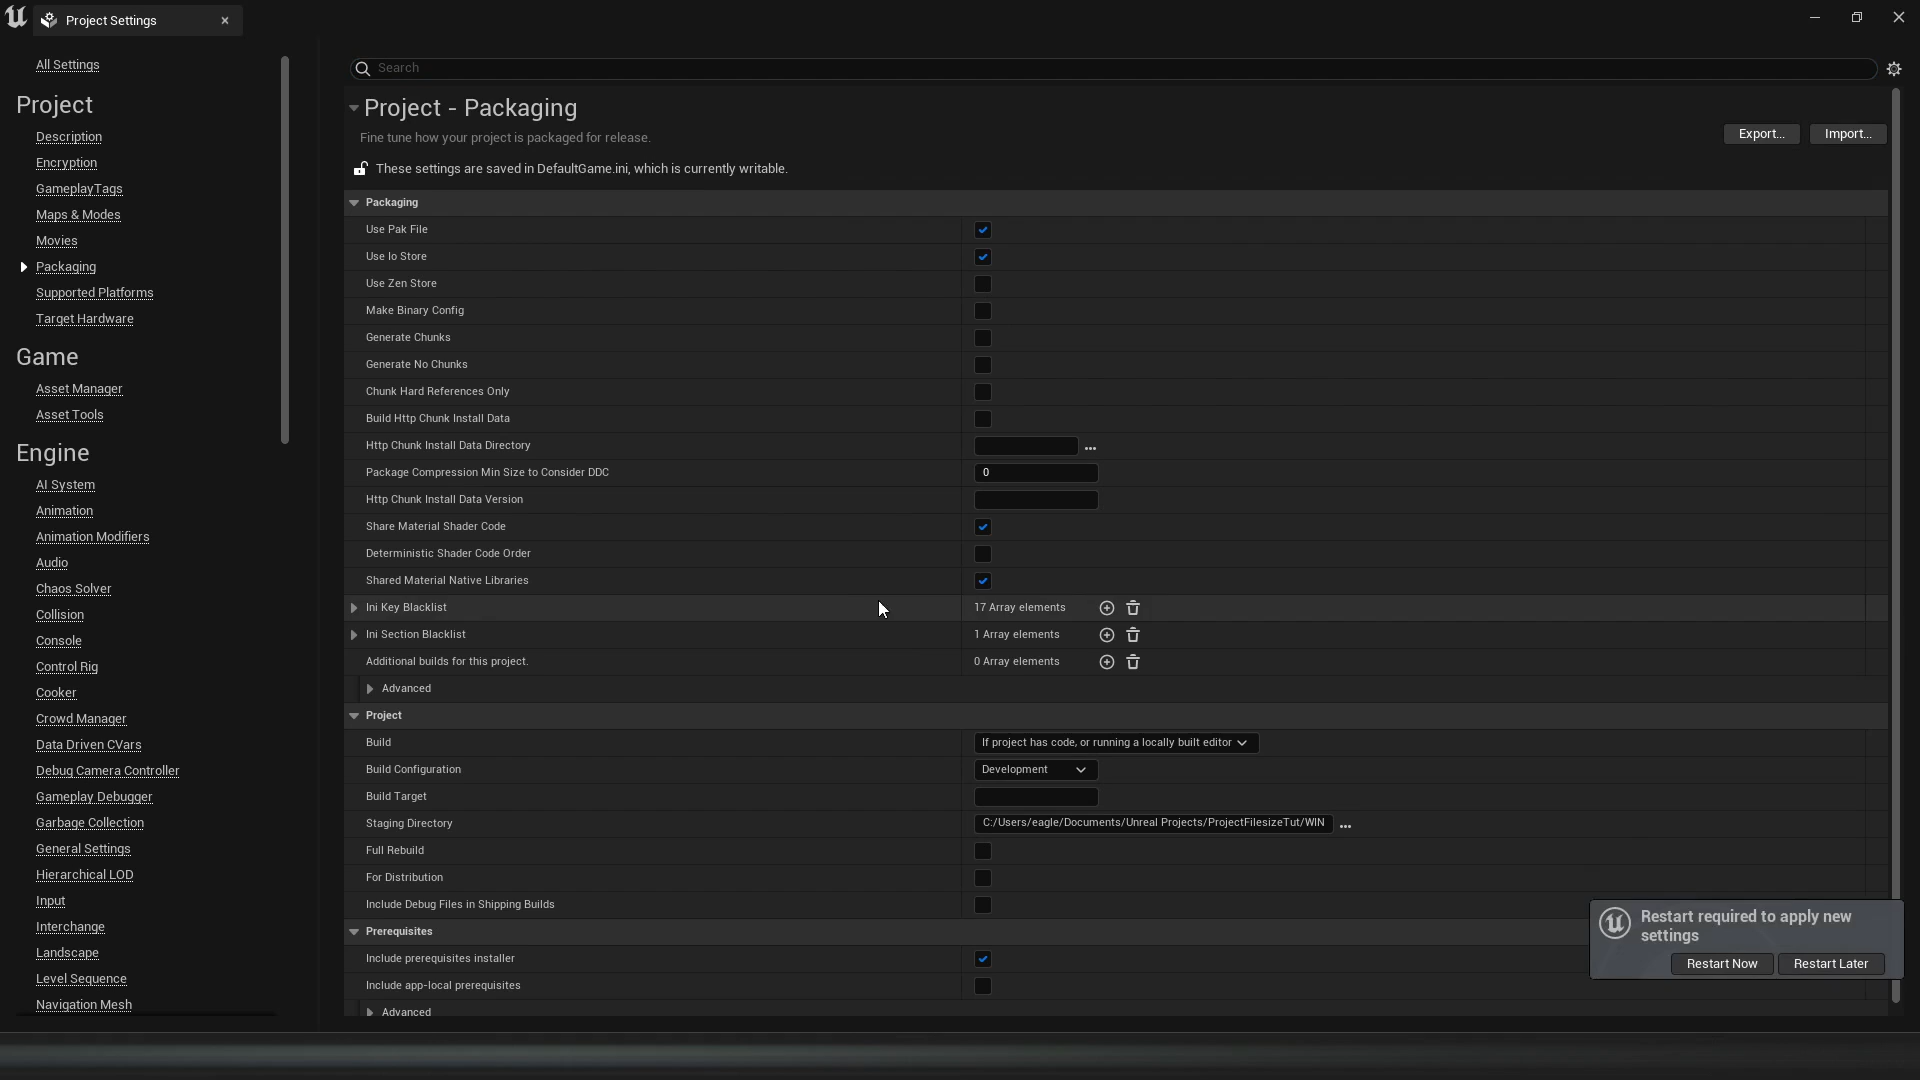 Project Settings
All Settings
Project
Description
Encryption
GameplayTags
Maps & Modes
Movies
Packaging
Supported Platforms
Target Hardware
Game
Asset Manager
Asset Tools
Engine
AI System
Animation
Animation Modifiers
Audio
Chaos Solver
Collision
Console
Control Rig
Cooker
Crowd Manager
Data Driven CVars
Debug Camera Controller
Gameplay Debugger
Garbage Collection
General Settings
Hierarchical LOD
Input
Interchange
Landscape
Level Sequence
Navigation Mesh
Search
Project - Packaging
Fine tune how your project is packaged for release.
Export... Import...
These settings are saved in DefaultGame.ini, which is currently writable.
Packaging
Use Pak File
Use Io Store
Use Zen Store
Make Binary Config
Generate Chunks
Generate No Chunks
Chunk Hard References Only
Build Http Chunk Install Data
Http Chunk Install Data Directory ...
Package Compression Min Size to Consider DDC 0
Http Chunk Install Data Version
Share Material Shader Code
Deterministic Shader Code Order
Shared Material Native Libraries
Ini Key Blacklist 17 Array elements
Ini Section Blacklist 1 Array elements
Additional builds for this project. 0 Array elements
Advanced
Project
Build If project has code, or running a locally built editor
Build Configuration Development
Build Target
Staging Directory C:/Users/eagle/Documents/Unreal Projects/ProjectFilesizeTut/WIN ...
Full Rebuild
For Distribution
Include Debug Files in Shipping Builds
Prerequisites
Include prerequisites installer
Include app-local prerequisites
Advanced
Restart required to apply new
settings
Restart Now Restart Later